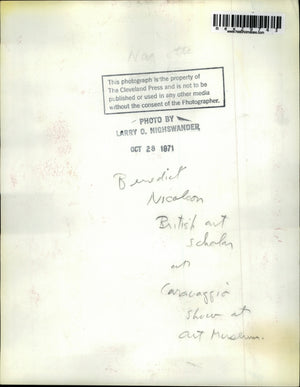 This photograph is the property of
The Cleveland Press and is not to be
published or used in any other media
without the consent of the Photographer.
PHOTO BY
LARRY O. NIGHSWANDER
OCT 28 1971
Benedict
Nicolson
British art
scholar
at
Caravaggio
show at
Art Museum.